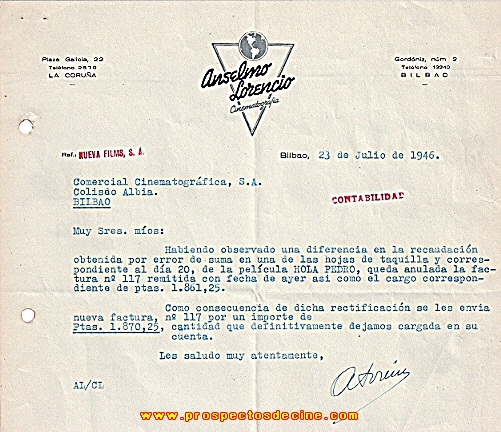 Plaza Galicia, 22
Teléfono 2870
LA CORUÑA
Anselmo
Lorencio
Cinematografía
Gordóniz, núm 2
Teléfono 13240
BILBAO
Ref.: NUEVA FILMS, S. A.
Bilbao, 23 de Julio de 1946.
Comercial Cinematográfica, S.A.
Coliseo Albia.
BILBAO
CONTABILIDAD
Muy Sres. míos:
Habiendo observado una diferencia en la recaudación
obtenida por error de suma en una de las hojas de taquilla y corres-
pondiente al día 20, de la película HOLA PEDRO, queda anulada la fac-
tura nº 117 remitida con fecha de ayer así como el cargo correspon-
diente de ptas. 1.861,25.
Como consecuencia de dicha rectificación se les envia
nueva factura, nº 117 por un importe de
Ptas. 1.870,25, cantidad que definitivamente dejamos cargada en su
cuenta.
Les saludo muy atentamente,
AL/CL
www.prospectosdecine.com